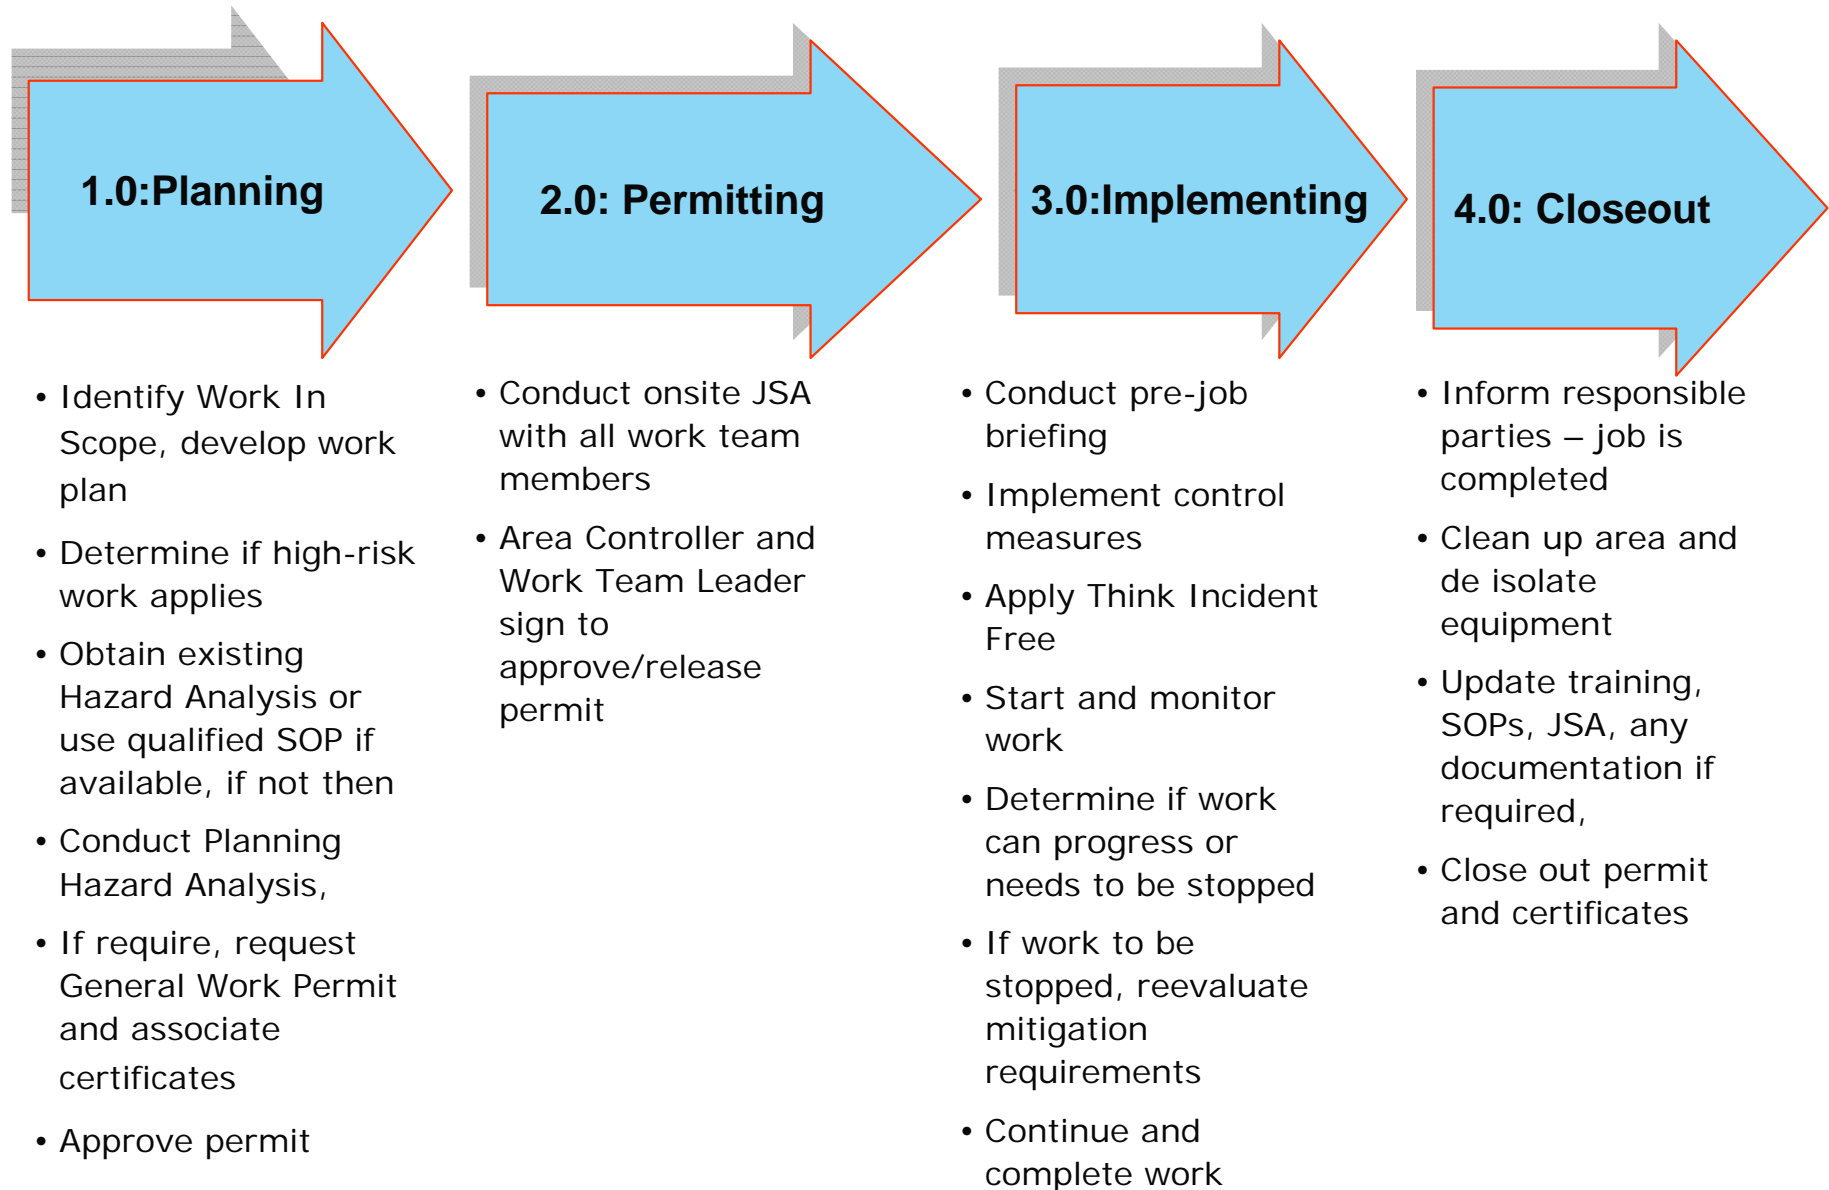 1.0:Planning
2.0: Permitting
3.0:Implementing
4.0: Closeout
• Identify Work In
Scope, develop work
plan
• Determine if high-risk
work applies
• Obtain existing
Hazard Analysis or
use qualified SOP if
available, if not then
• Conduct Planning
Hazard Analysis,
• If require, request
General Work Permit
and associate
certificates
• Approve permit
• Conduct onsite JSA
with all work team
members
• Area Controller and
Work Team Leader
sign to
approve/release
permit
• Conduct pre-job
briefing
• Implement control
measures
• Apply Think Incident
Free
• Start and monitor
work
• Determine if work
can progress or
needs to be stopped
• If work to be
stopped, reevaluate
mitigation
requirements
• Continue and
complete work
• Inform responsible
parties – job is
completed
• Clean up area and
de isolate
equipment
• Update training,
SOPs, JSA, any
documentation if
required,
• Close out permit
and certificates